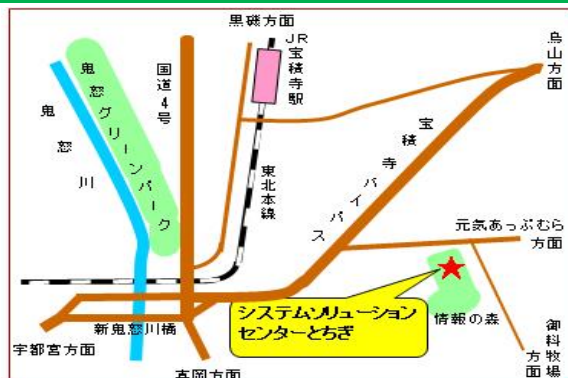 黒磯方面
JR宝積寺駅
烏山方面
国道4号
鬼怒グリーンパーク
鬼怒川
東北本線
宝積寺バイパス
元気あっぷむら
方面
システムソリューション
センターとちぎ
情報の森
御料牧場
方面
新鬼怒川橋
宇都宮方面
真岡方面